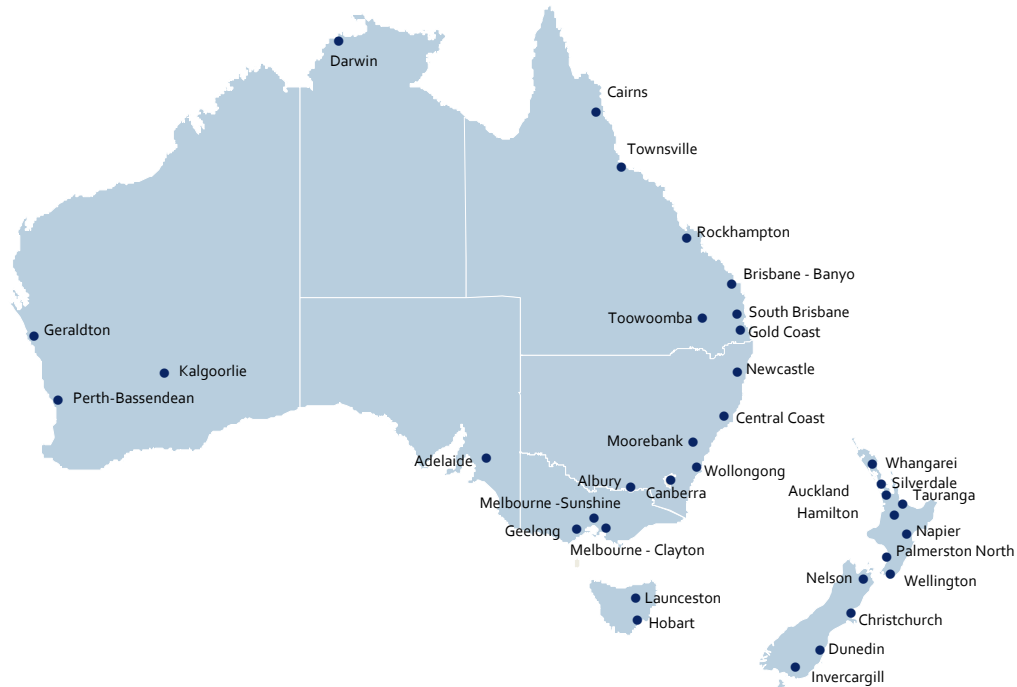 Darwin
Cairns
Townsville
Rockhampton
Brisbane - Banyo
South Brisbane
Toowoomba
Gold Coast
Geraldton
Kalgoorlie
Newcastle
Perth-Bassendean
Central Coast
Moorebank
Adelaide
Wollongong
Albury
Canberra
Melbourne -Sunshine
Geelong
Melbourne - Clayton
Launceston
Hobart
Whangarei
Silverdale
Auckland
Tauranga
Hamilton
Napier
Palmerston North
Nelson
Wellington
Christchurch
Dunedin
Invercargill